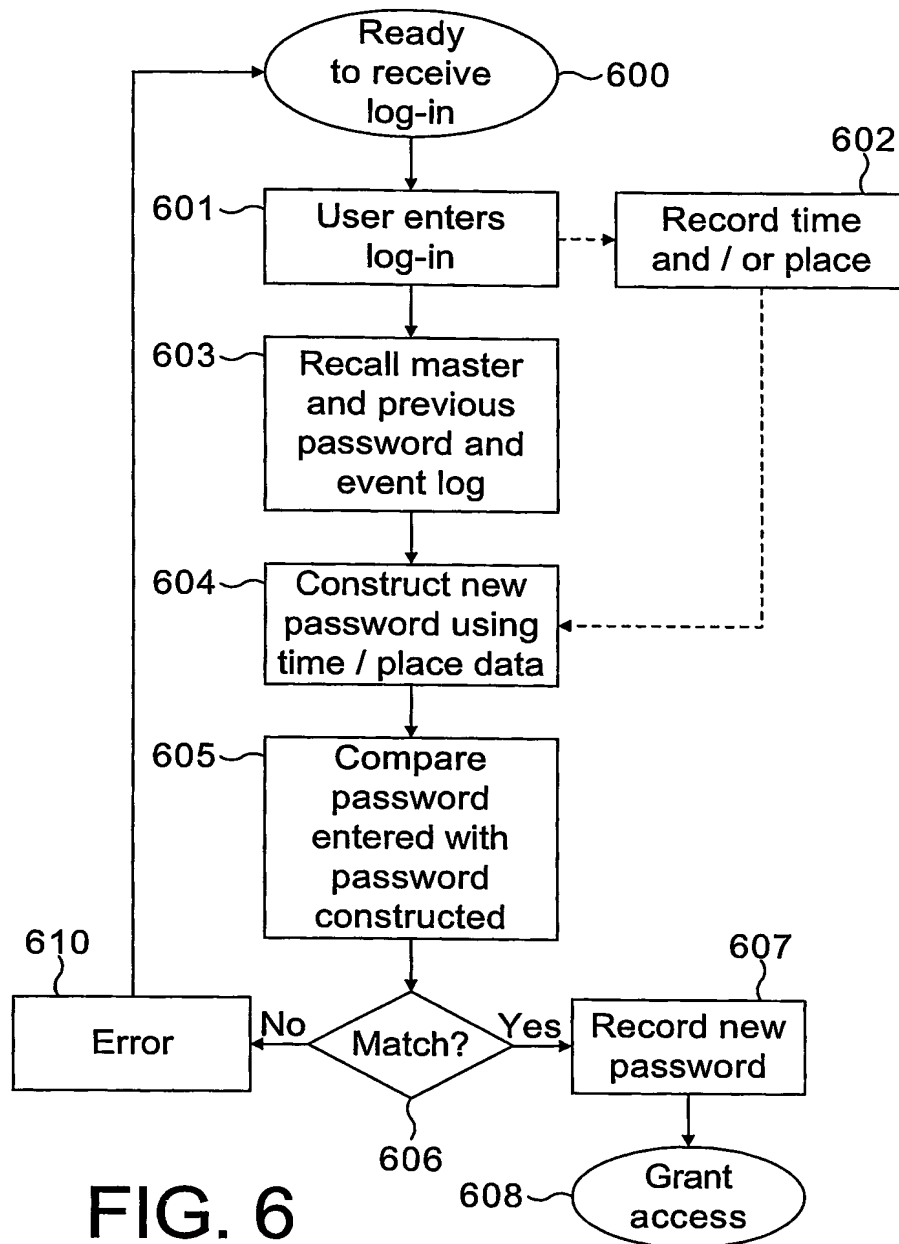 Ready
to receive
log-in
600
602
601
User enters
log-in
Record time
and / or place
603
Recall master
and previous
password and
event log
604
Construct new
password using
time / place data
605
Compare
password
entered with
password
constructed
610
607
Error
No
Match?
Yes
Record new
password
606
608
Grant
access
FIG. 6